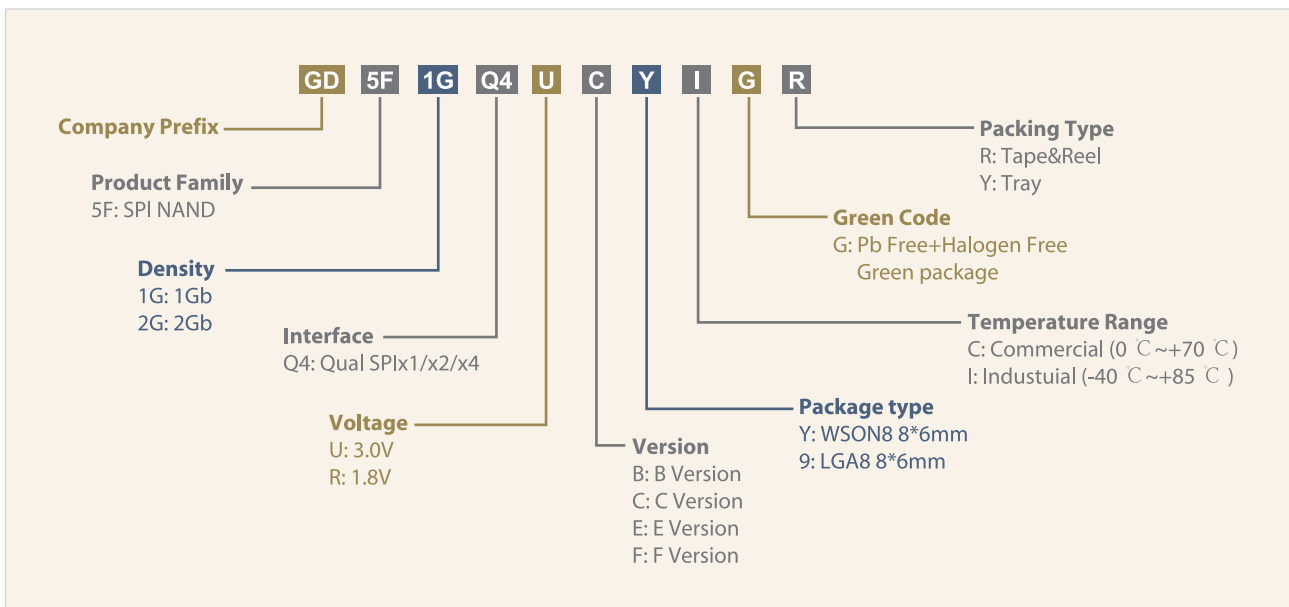 GD 5F 1G Q4 U C Y I G R
Company Prefix
Product Family
5F: SPI NAND
Density
1G: 1Gb
2G: 2Gb
Interface
Q4: Qual SPIx1/x2/x4
Voltage
U: 3.0V
R: 1.8V
Version
B: B Version
C: C Version
E: E Version
F: F Version
Package type
Y: WSON8 8*6mm
9: LGA8 8*6mm
Temperature Range
C: Commercial (0 ℃~+70 ℃)
I: Industuial (-40 ℃~+85 ℃ )
Green Code
G: Pb Free+Halogen Free
Green package
Packing Type
R: Tape&Reel
Y: Tray